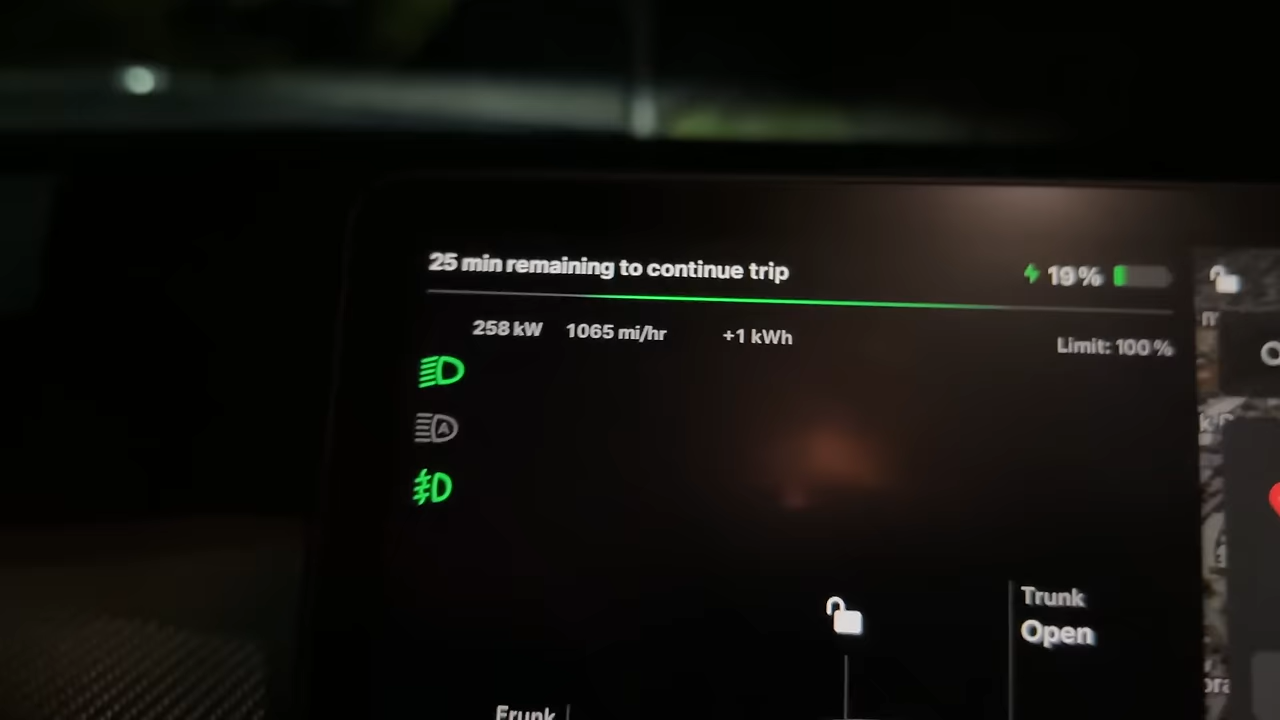 25 min remaining to continue trip
19%
258 kW 1065 mi/hr +1 kWh
Limit: 100%
A
Trunk
Open
Frunk